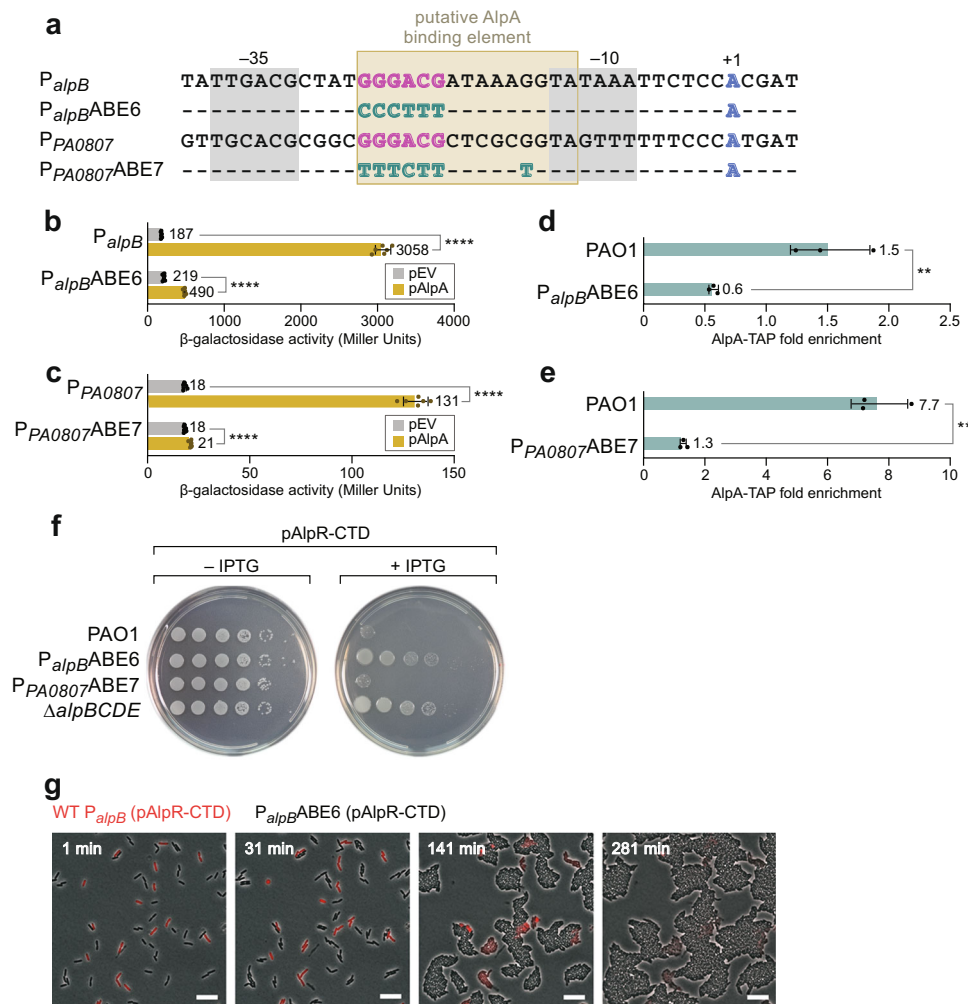 a
putative AlpA
binding element
–35 –10 +1
PalpB TATTGACGCTATGGGACGATAAAGGTATAAATTCTCCACGAT
PalpBABE6 ------------CCCTTT-------------------A----
PPA0807 GTTGCACGCGGCGGGACGCTCGCGGTAGTTTTTTCCCATGAT
PPA0807ABE7 ------------TTTCTT-----T-------------A----
b
PalpB 187 3058 ****
PalpBABE6 219 490 ****
pEV
pAlpA
0 1000 2000 3000 4000
β-galactosidase activity (Miller Units)
d
PAO1 1.5
PalpBABE6 0.6 **
0 0.5 1.0 1.5 2.0 2.5
AlpA-TAP fold enrichment
c
PPA0807 18 131 ****
PPA0807ABE7 18 21 ****
pEV
pAlpA
0 50 100 150
β-galactosidase activity (Miller Units)
e
PAO1 7.7
PPA0807ABE7 1.3 **
0 2 4 6 8 10
AlpA-TAP fold enrichment
f
pAlpR-CTD
– IPTG + IPTG
PAO1
PalpBABE6
PPA0807ABE7
ΔalpBCDE
g
WT PalpB (pAlpR-CTD) PalpBABE6 (pAlpR-CTD)
1 min 31 min 141 min 281 min